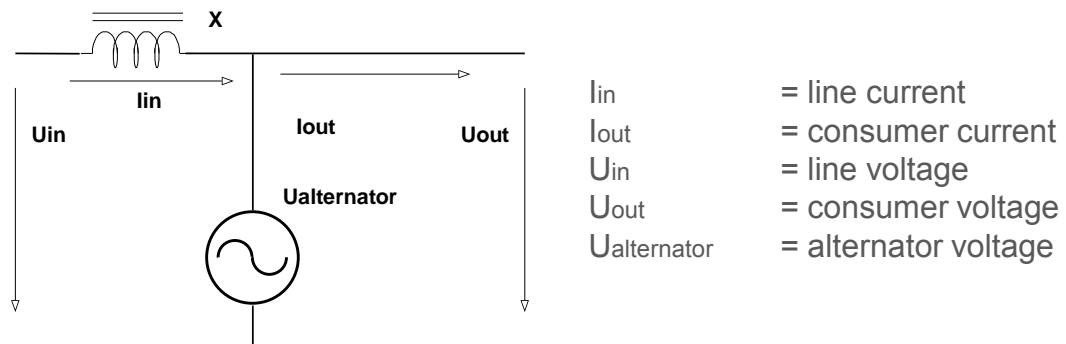 X
Iin
Iout
Uin
Uout
Ualternator
Iin = line current
Iout = consumer current
Uin = line voltage
Uout = consumer voltage
Ualternator = alternator voltage